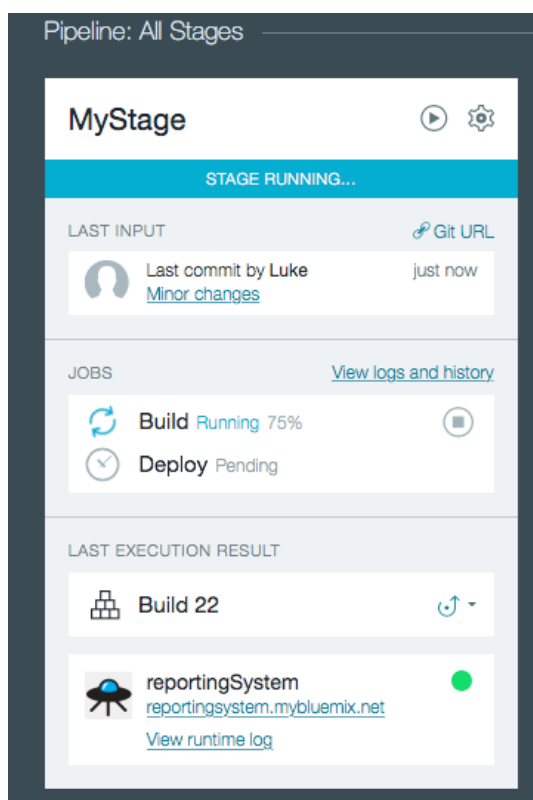 Pipeline: All Stages
MyStage
STAGE RUNNING...
LAST INPUT Git URL
Last commit by Luke just now
Minor changes
JOBS View logs and history
Build Running 75%
Deploy Pending
LAST EXECUTION RESULT
Build 22
reportingSystem
reportingsystem.mybluemix.net
View runtime log